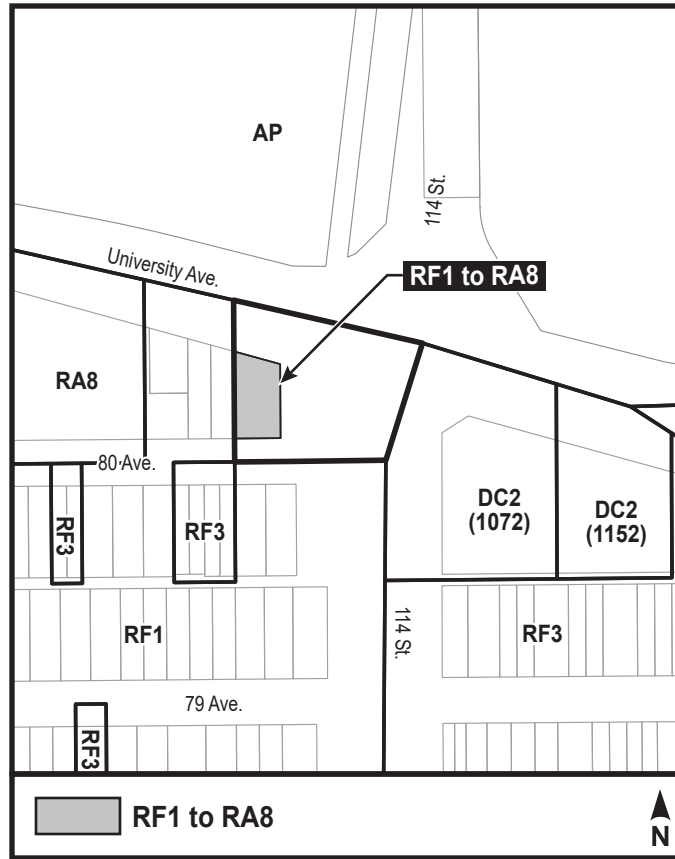 AP
114 St.
University Ave.
RF1 to RA8
RA8
80 Ave.
DC2
(1072)
DC2
(1152)
RF3
RF3
RF1
114 St.
RF3
79 Ave.
RF3
RF1 to RA8
N